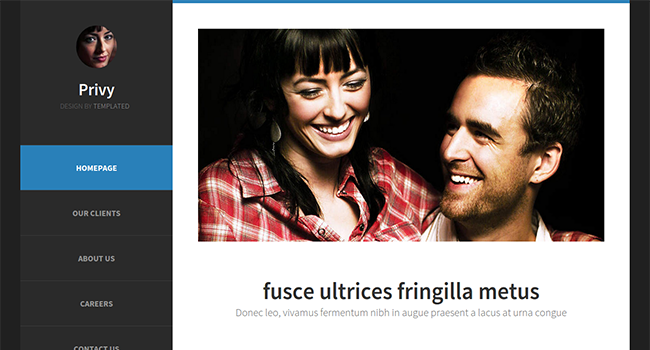 Privy
DESIGN BY TEMPLATED
HOMEPAGE
OUR CLIENTS
ABOUT US
CAREERS
CONTACT US
fusce ultrices fringilla metus
Donec leo, vivamus fermentum nibh in augue praesent a lacus at urna congue